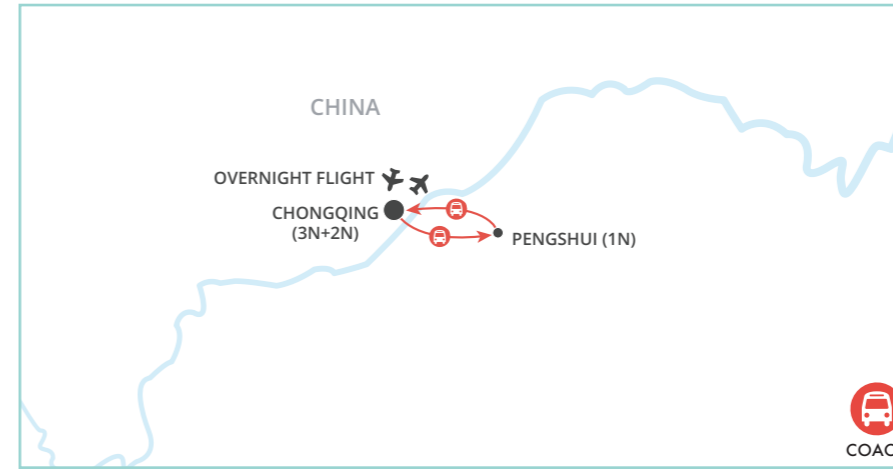 CHINA
OVERNIGHT FLIGHT
CHONGQING
(3N+2N)
PENGSHUI (1N)